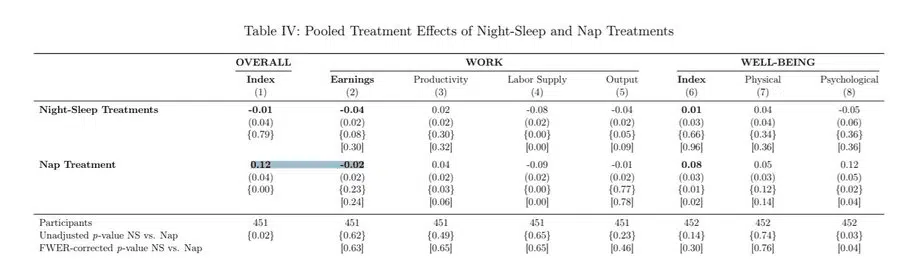 Table IV: Pooled Treatment Effects of Night-Sleep and Nap Treatments
OVERALL WORK WELL-BEING
Index Earnings Productivity Labor Supply Output Index Physical Psychological
(1) (2) (3) (4) (5) (6) (7) (8)
Night-Sleep Treatments -0.01 -0.04 0.02 -0.08 -0.04 0.01 0.04 -0.05
(0.04) (0.02) (0.02) (0.02) (0.02) (0.03) (0.04) (0.06)
{0.79} {0.08} {0.30} {0.00} {0.05} {0.66} {0.34} {0.36}
[0.30] [0.32] [0.00] [0.09] [0.96] [0.36] [0.36]
Nap Treatment 0.12 -0.02 0.04 -0.09 -0.01 0.08 0.05 0.12
(0.04) (0.02) (0.02) (0.02) (0.02) (0.03) (0.03) (0.05)
{0.00} {0.23} {0.03} {0.00} {0.77} {0.01} {0.12} {0.02}
[0.24] [0.06] [0.00] [0.78] [0.02] [0.14] [0.04]
Participants 451 451 451 451 451 452 452 452
Unadjusted p-value NS vs. Nap {0.02} {0.62} {0.49} {0.65} {0.23} {0.14} {0.74} {0.03}
FWER-corrected p-value NS vs. Nap [0.63] [0.65] [0.65] [0.46] [0.30] [0.76] [0.04]